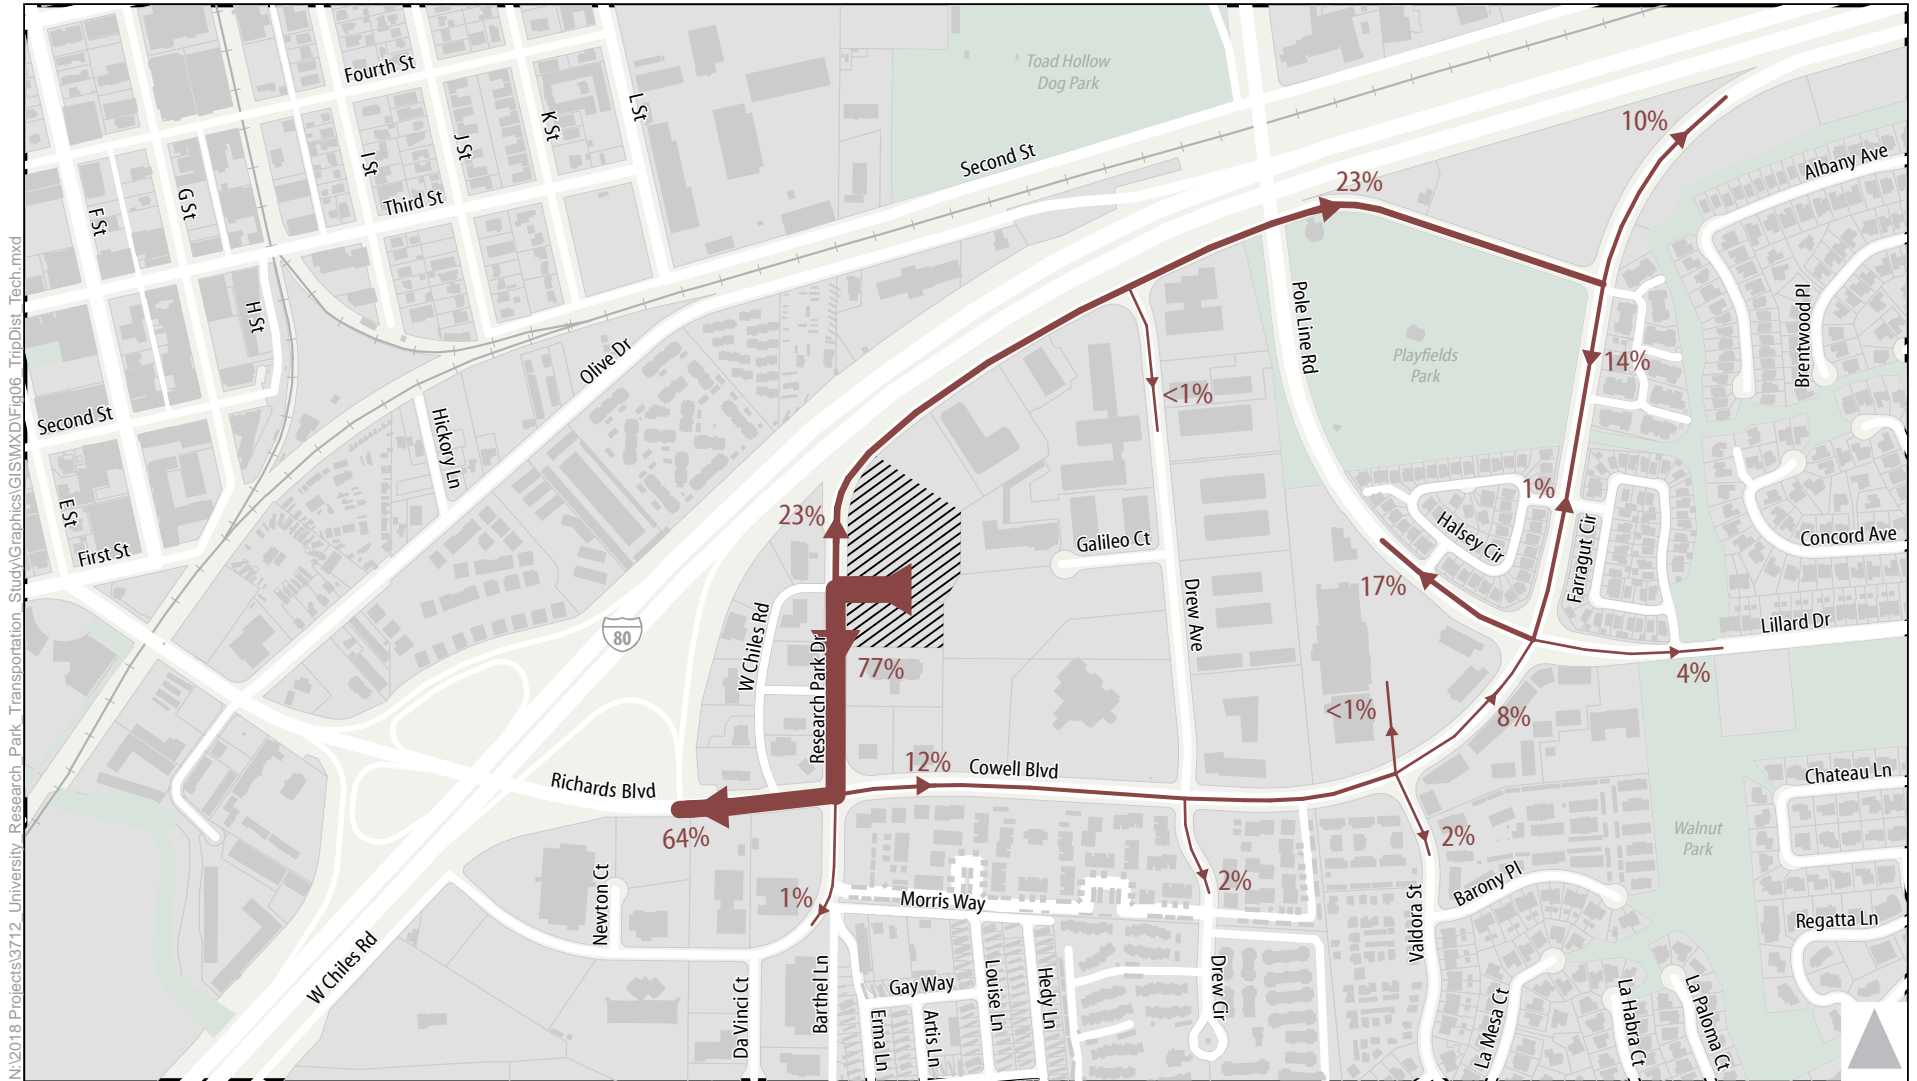 Toad Hollow
Dog Park
Fourth St
L St
K St
J St
I St
10%
Second St
Albany Ave
23%
Third St
G St
F St
H St
Pole Line Rd
Brentwood Pl
Olive Dr
Playfields
Park
14%
<1%
Second St
Hickory Ln
E St
First St
23%
1%
Halsey Cir
Concord Ave
Galileo Ct
Farragut Cir
17%
Drew Ave
W Chiles Rd
80
Research Park Dr
77%
Lillard Dr
4%
<1%
8%
12%
Cowell Blvd
Richards Blvd
Chateau Ln
64%
2%
Walnut
Park
2%
Barony Pl
1%
Morris Way
Newton Ct
Valdora St
Regatta Ln
W Chiles Rd
Da Vinci Ct
Barthel Ln
Gay Way
Erma Ln
Artis Ln
Louise Ln
Hedy Ln
Drew Cir
La Mesa Ct
La Habra Ct
La Paloma Ct
N:\2018 Projects\3712_University_Research_Park_Transportation_Study\Graphics\GIS\MXD\Fig06_TripDist_Tech.mxd